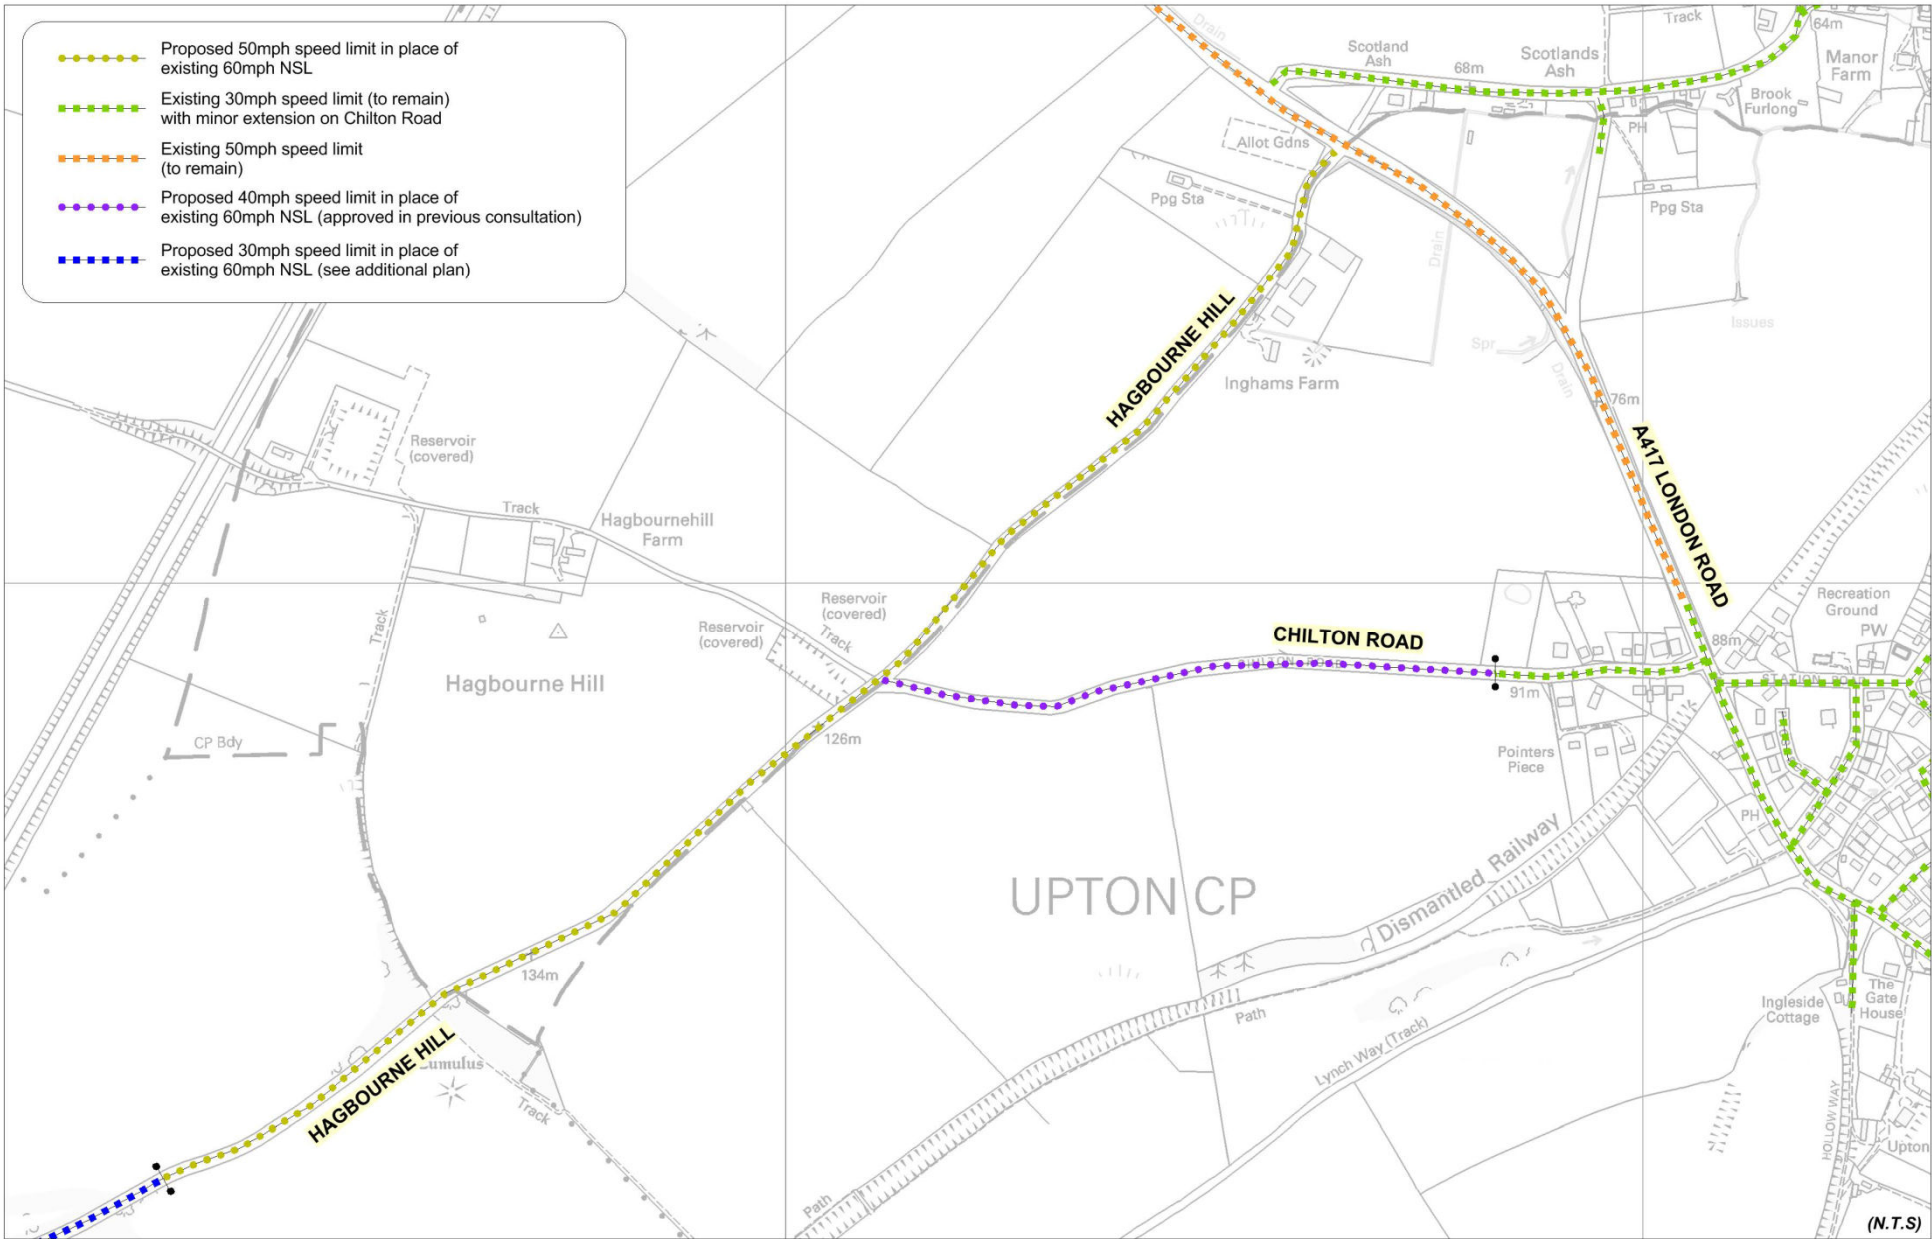 Proposed 50mph speed limit in place of
existing 60mph NSL
Existing 30mph speed limit (to remain)
with minor extension on Chilton Road
Existing 50mph speed limit
(to remain)
Proposed 40mph speed limit in place of
existing 60mph NSL (approved in previous consultation)
Proposed 30mph speed limit in place of
existing 60mph NSL (see additional plan)
Drain
Scotland
Ash
68m
Scotlands
Ash
Track
64m
Manor
Farm
Brook
Furlong
PH
Allot Gdns
Ppg Sta
Ppg Sta
Drain
Issues
Spr
Drain
HAGBOURNE HILL
Inghams Farm
76m
A417 LONDON ROAD
Reservoir
(covered)
Track
Hagbournehill
Farm
Track
Reservoir
(covered)
Reservoir
(covered)
Track
CHILTON ROAD
CHILTON ROAD
Recreation
Ground
PW
88m
STATION ROAD
91m
Hagbourne Hill
CP Bdy
126m
Pointers
Piece
PH
UPTON CP
Dismantled Railway
134m
Path
Lynch Way (Track)
Ingleside
Cottage
The
Gate
House
HAGBOURNE HILL
Tumulus
Track
HOLLOW WAY
Upton
Path
(N.T.S)